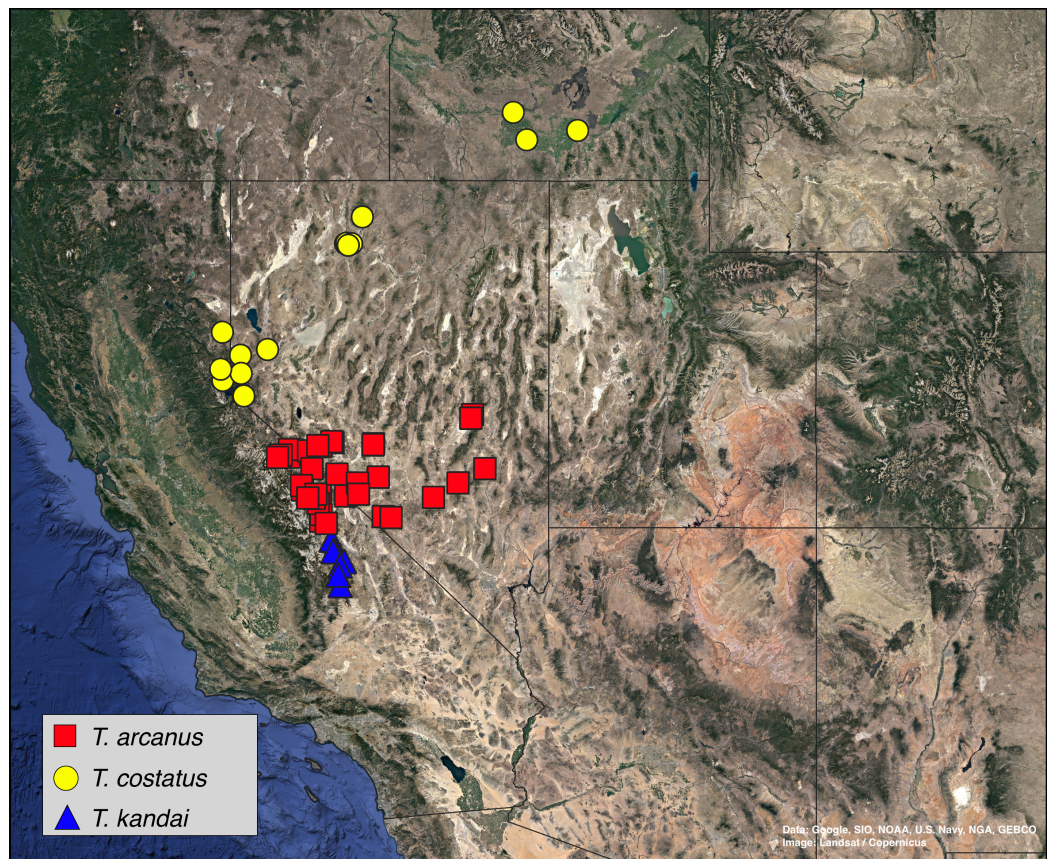 T. arcanus
T. costatus
T. kandai
Data: Google, SIO, NOAA, U.S. Navy, NGA, GEBCO
Image: Landsat / Copernicus